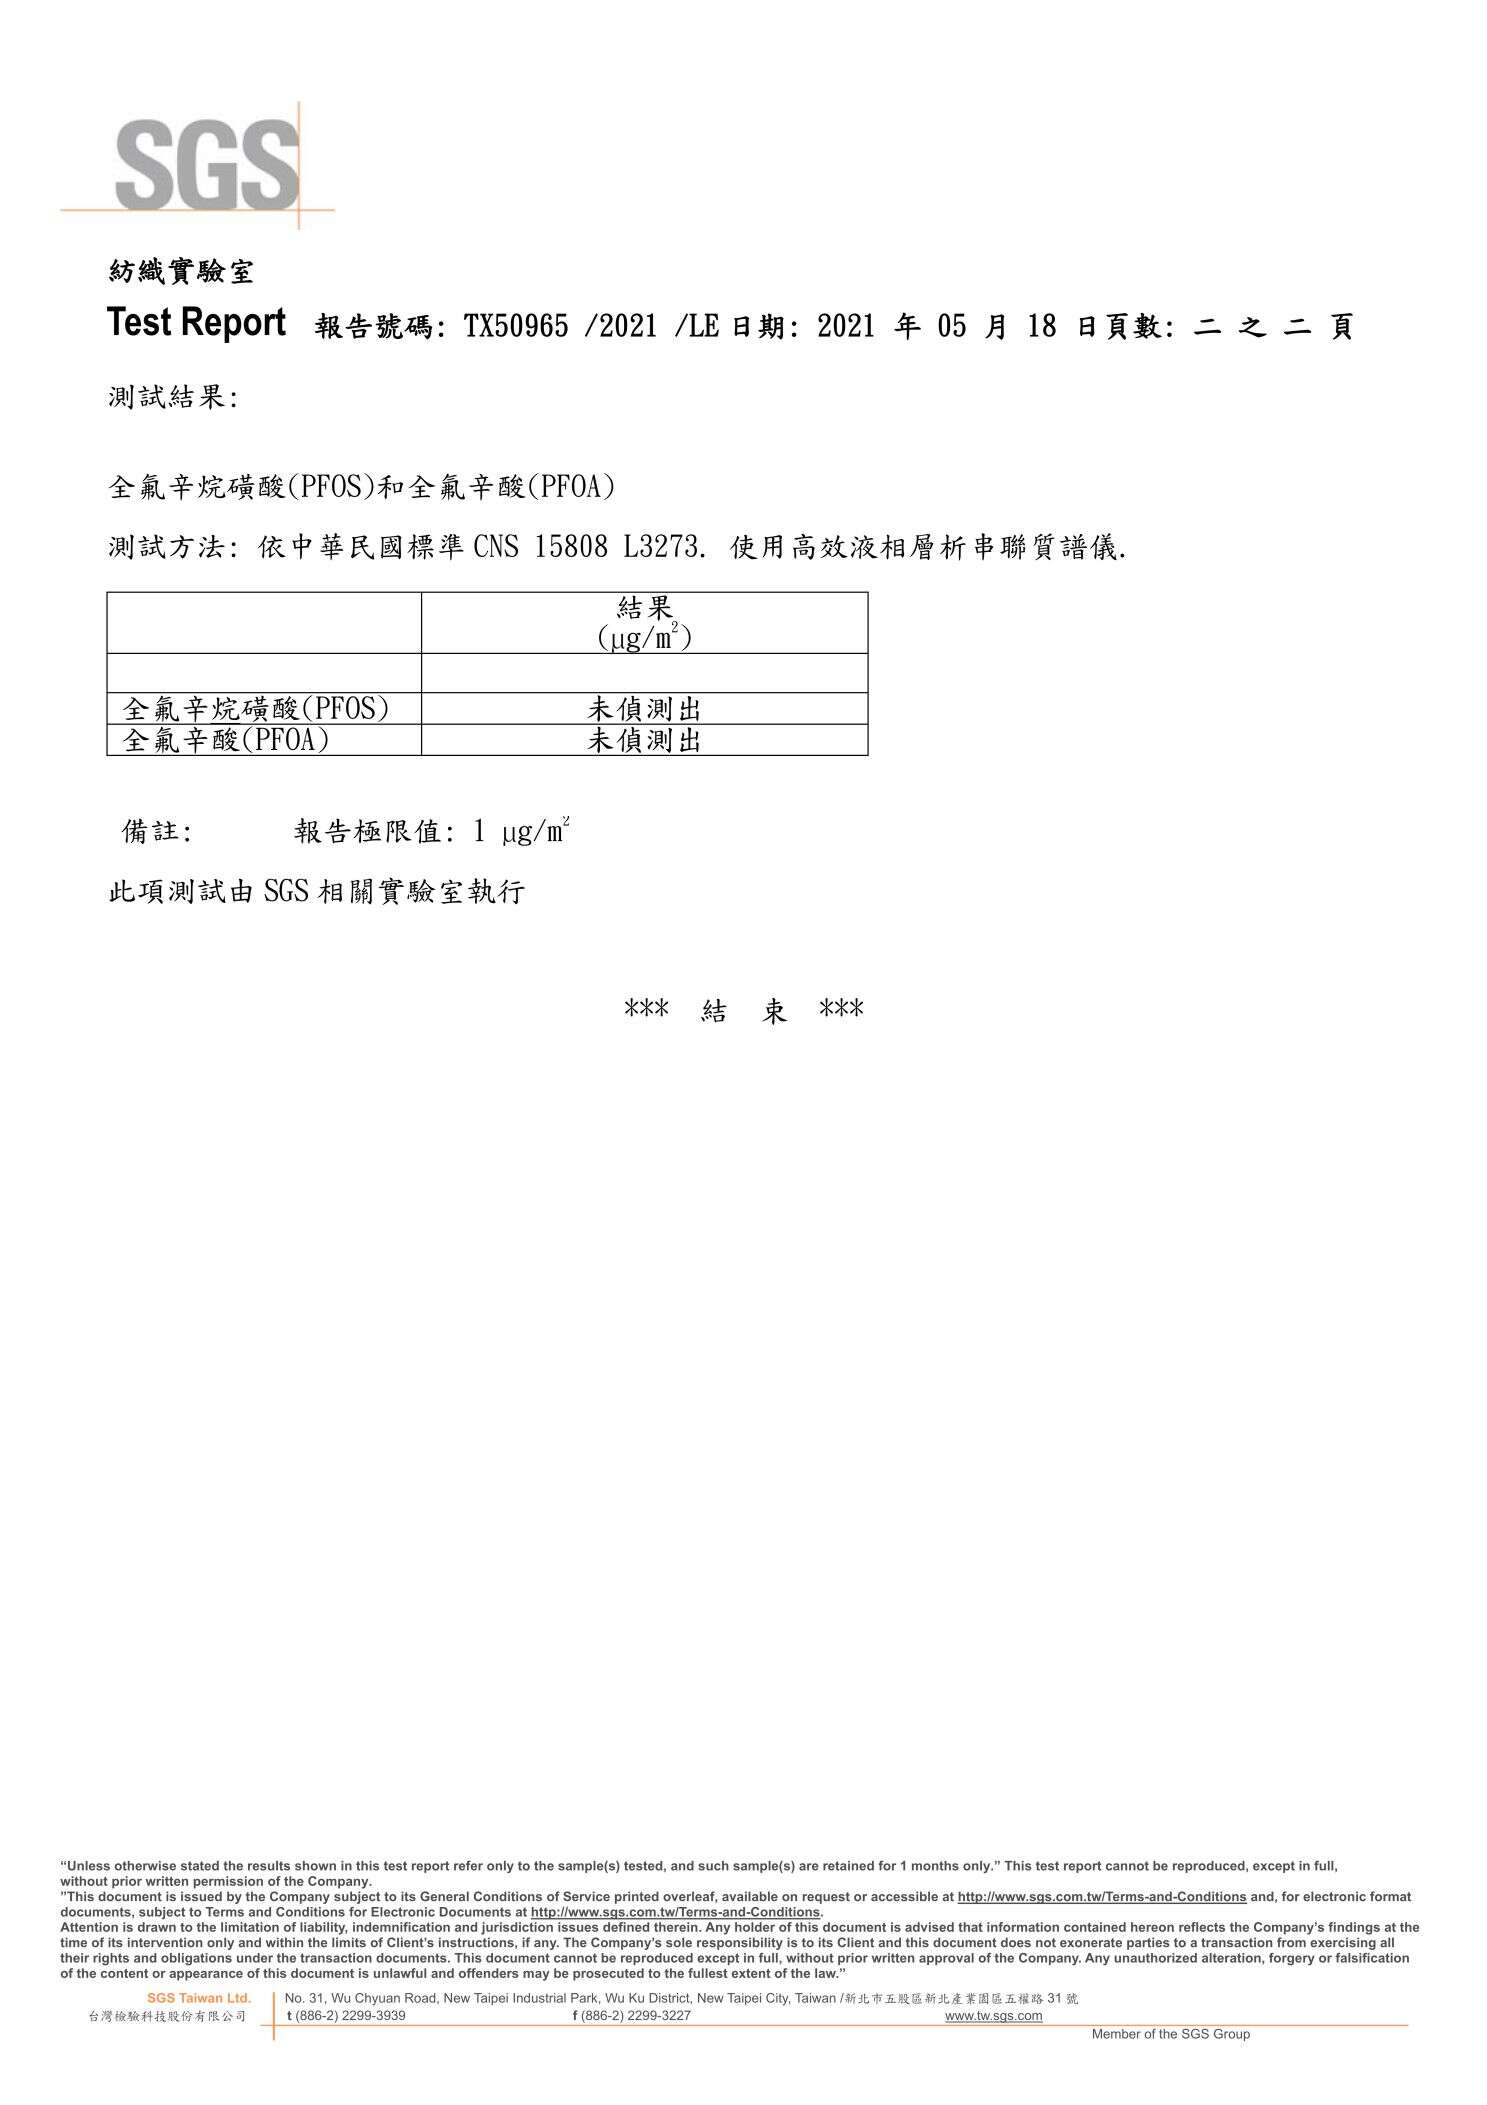 SGS
紡織實驗室
Test Report 報告號碼: TX50965 /2021 /LE 日期: 2021 年 05 月 18 日頁數: 二 之 二 頁
測試結果:
全氟辛烷磺酸(PFOS)和全氟辛酸(PFOA)
測試方法: 依中華民國標準 CNS 15808 L3273. 使用高效液相層析串聯質譜儀.
結果
(µg/m²)
全氟辛烷磺酸(PFOS) 未偵測出
全氟辛酸(PFOA) 未偵測出
備註: 報告極限值: 1 µg/m²
此項測試由 SGS 相關實驗室執行
*** 結 束 ***
“Unless otherwise stated the results shown in this test report refer only to the sample(s) tested, and such sample(s) are retained for 1 months only.” This test report cannot be reproduced, except in full,
without prior written permission of the Company.
”This document is issued by the Company subject to its General Conditions of Service printed overleaf, available on request or accessible at http://www.sgs.com.tw/Terms-and-Conditions and, for electronic format
documents, subject to Terms and Conditions for Electronic Documents at http://www.sgs.com.tw/Terms-and-Conditions.
Attention is drawn to the limitation of liability, indemnification and jurisdiction issues defined therein. Any holder of this document is advised that information contained hereon reflects the Company’s findings at the
time of its intervention only and within the limits of Client's instructions, if any. The Company’s sole responsibility is to its Client and this document does not exonerate parties to a transaction from exercising all
their rights and obligations under the transaction documents. This document cannot be reproduced except in full, without prior written approval of the Company. Any unauthorized alteration, forgery or falsification
of the content or appearance of this document is unlawful and offenders may be prosecuted to the fullest extent of the law.”
SGS Taiwan Ltd. No. 31, Wu Chyuan Road, New Taipei Industrial Park, Wu Ku District, New Taipei City, Taiwan /新北市五股區新北產業園區五權路 31 號
台灣檢驗科技股份有限公司 t (886-2) 2299-3939 f (886-2) 2299-3227 www.tw.sgs.com
Member of the SGS Group